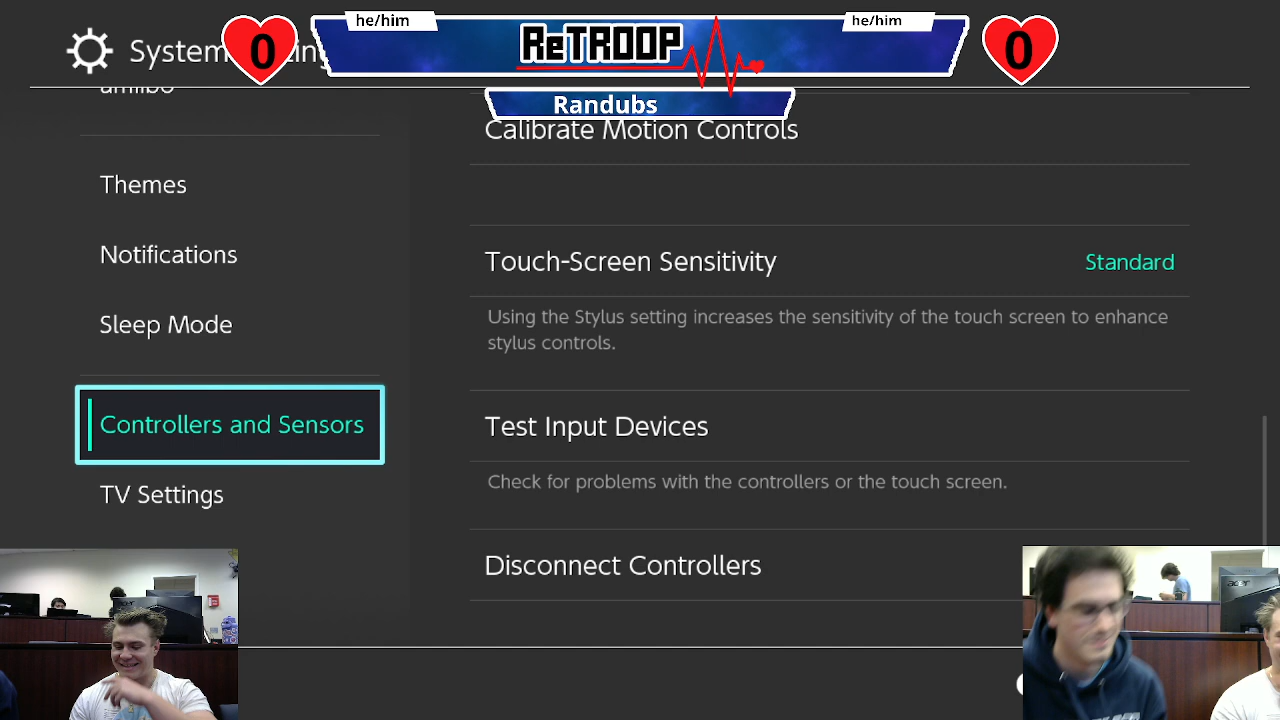 he/him
he/him
System
0
ReTROOP
0
Randubs
amiibo
Calibrate Motion Controls
Themes
Notifications
Touch-Screen Sensitivity
Standard
Sleep Mode
Using the Stylus setting increases the sensitivity of the touch screen to enhance
stylus controls.
Controllers and Sensors
Test Input Devices
TV Settings
Check for problems with the controllers or the touch screen.
Disconnect Controllers
acer